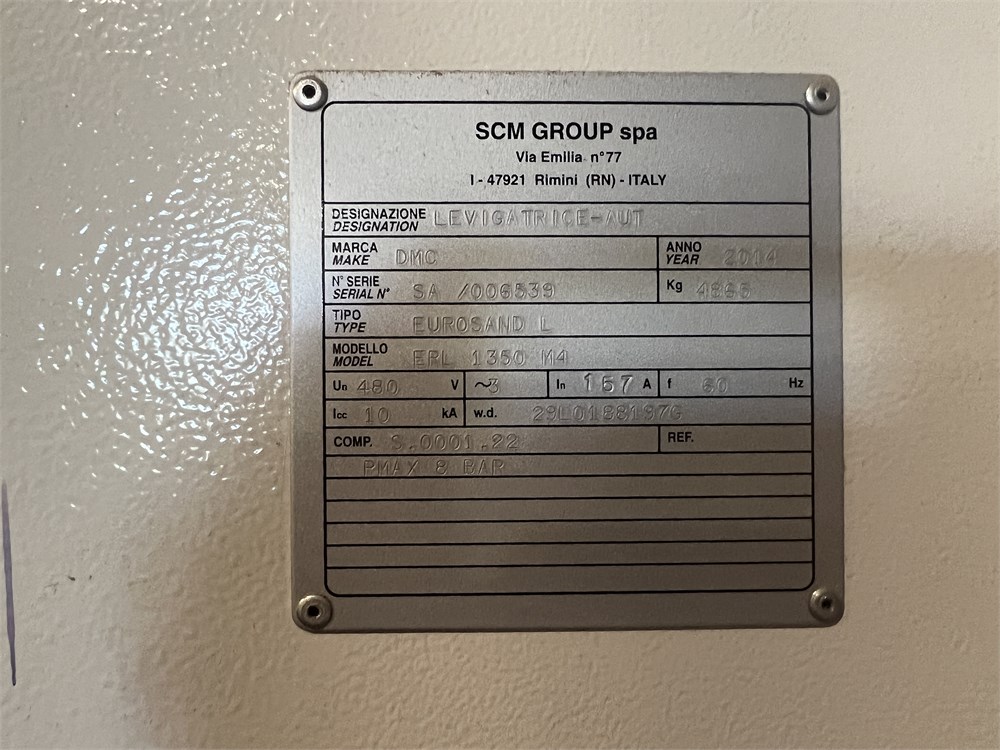 SCM GROUP spa
Via Emilia n°77
I - 47921 Rimini (RN) - ITALY
DESIGNAZIONE
DESIGNATION LEVIGATRICE-AUT
MARCA
MAKE DMC
ANNO
YEAR 2014
N° SERIE
SERIAL N° SA /006539
Kg
TIPO
TYPE EUROSAND L
MODELLO
MODEL ERL 1350 M4
Un 480 V ~3 In 157 A f 60 Hz
Icc 10 kA w.d.
COMP. S.0001.22 REF.
PMAX 8 BAR